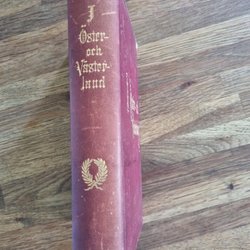 I
Öster-
och
Väster-
land